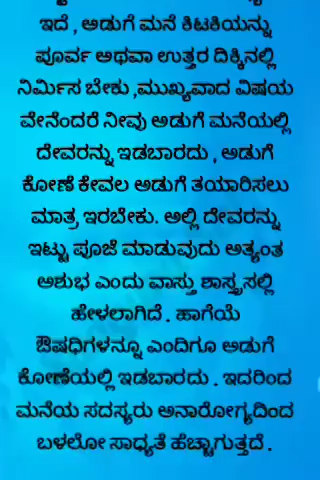 ಇದೆ , ಅಡುಗೆ ಮನೆ ಕಿಟಕಿಯನ್ನು
ಪೂರ್ವ ಅಥವಾ ಉತ್ತರ ದಿಕ್ಕಿನಲ್ಲಿ
ನಿರ್ಮಿಸ ಬೇಕು ,ಮುಖ್ಯವಾದ ವಿಷಯ
ವೇನೆಂದರೆ ನೀವು ಅಡುಗೆ ಮನೆಯಲ್ಲಿ
ದೇವರನ್ನು ಇಡಬಾರದು , ಅಡುಗೆ
ಕೋಣೆ ಕೇವಲ ಅಡುಗೆ ತಯಾರಿಸಲು
ಮಾತ್ರ ಇರಬೇಕು. ಅಲ್ಲಿ ದೇವರನ್ನು
ಇಟ್ಟು ಪೂಜೆ ಮಾಡುವುದು ಅತ್ಯಂತ
ಅಶುಭ ಎಂದು ವಾಸ್ತು ಶಾಸ್ತ್ರಸಲ್ಲಿ
ಹೇಳಲಾಗಿದೆ . ಹಾಗೆಯೆ
ಔಷಧಿಗಳನ್ನೂ ಎಂದಿಗೂ ಅಡುಗೆ
ಕೋಣೆಯಲ್ಲಿ ಇಡಬಾರದು . ಇದರಿಂದ
ಮನೆಯ ಸದಸ್ಯರು ಅನಾರೋಗ್ಯದಿಂದ
ಬಳಲೋ ಸಾಧ್ಯತೆ ಹೆಚ್ಚಾಗುತ್ತದೆ .